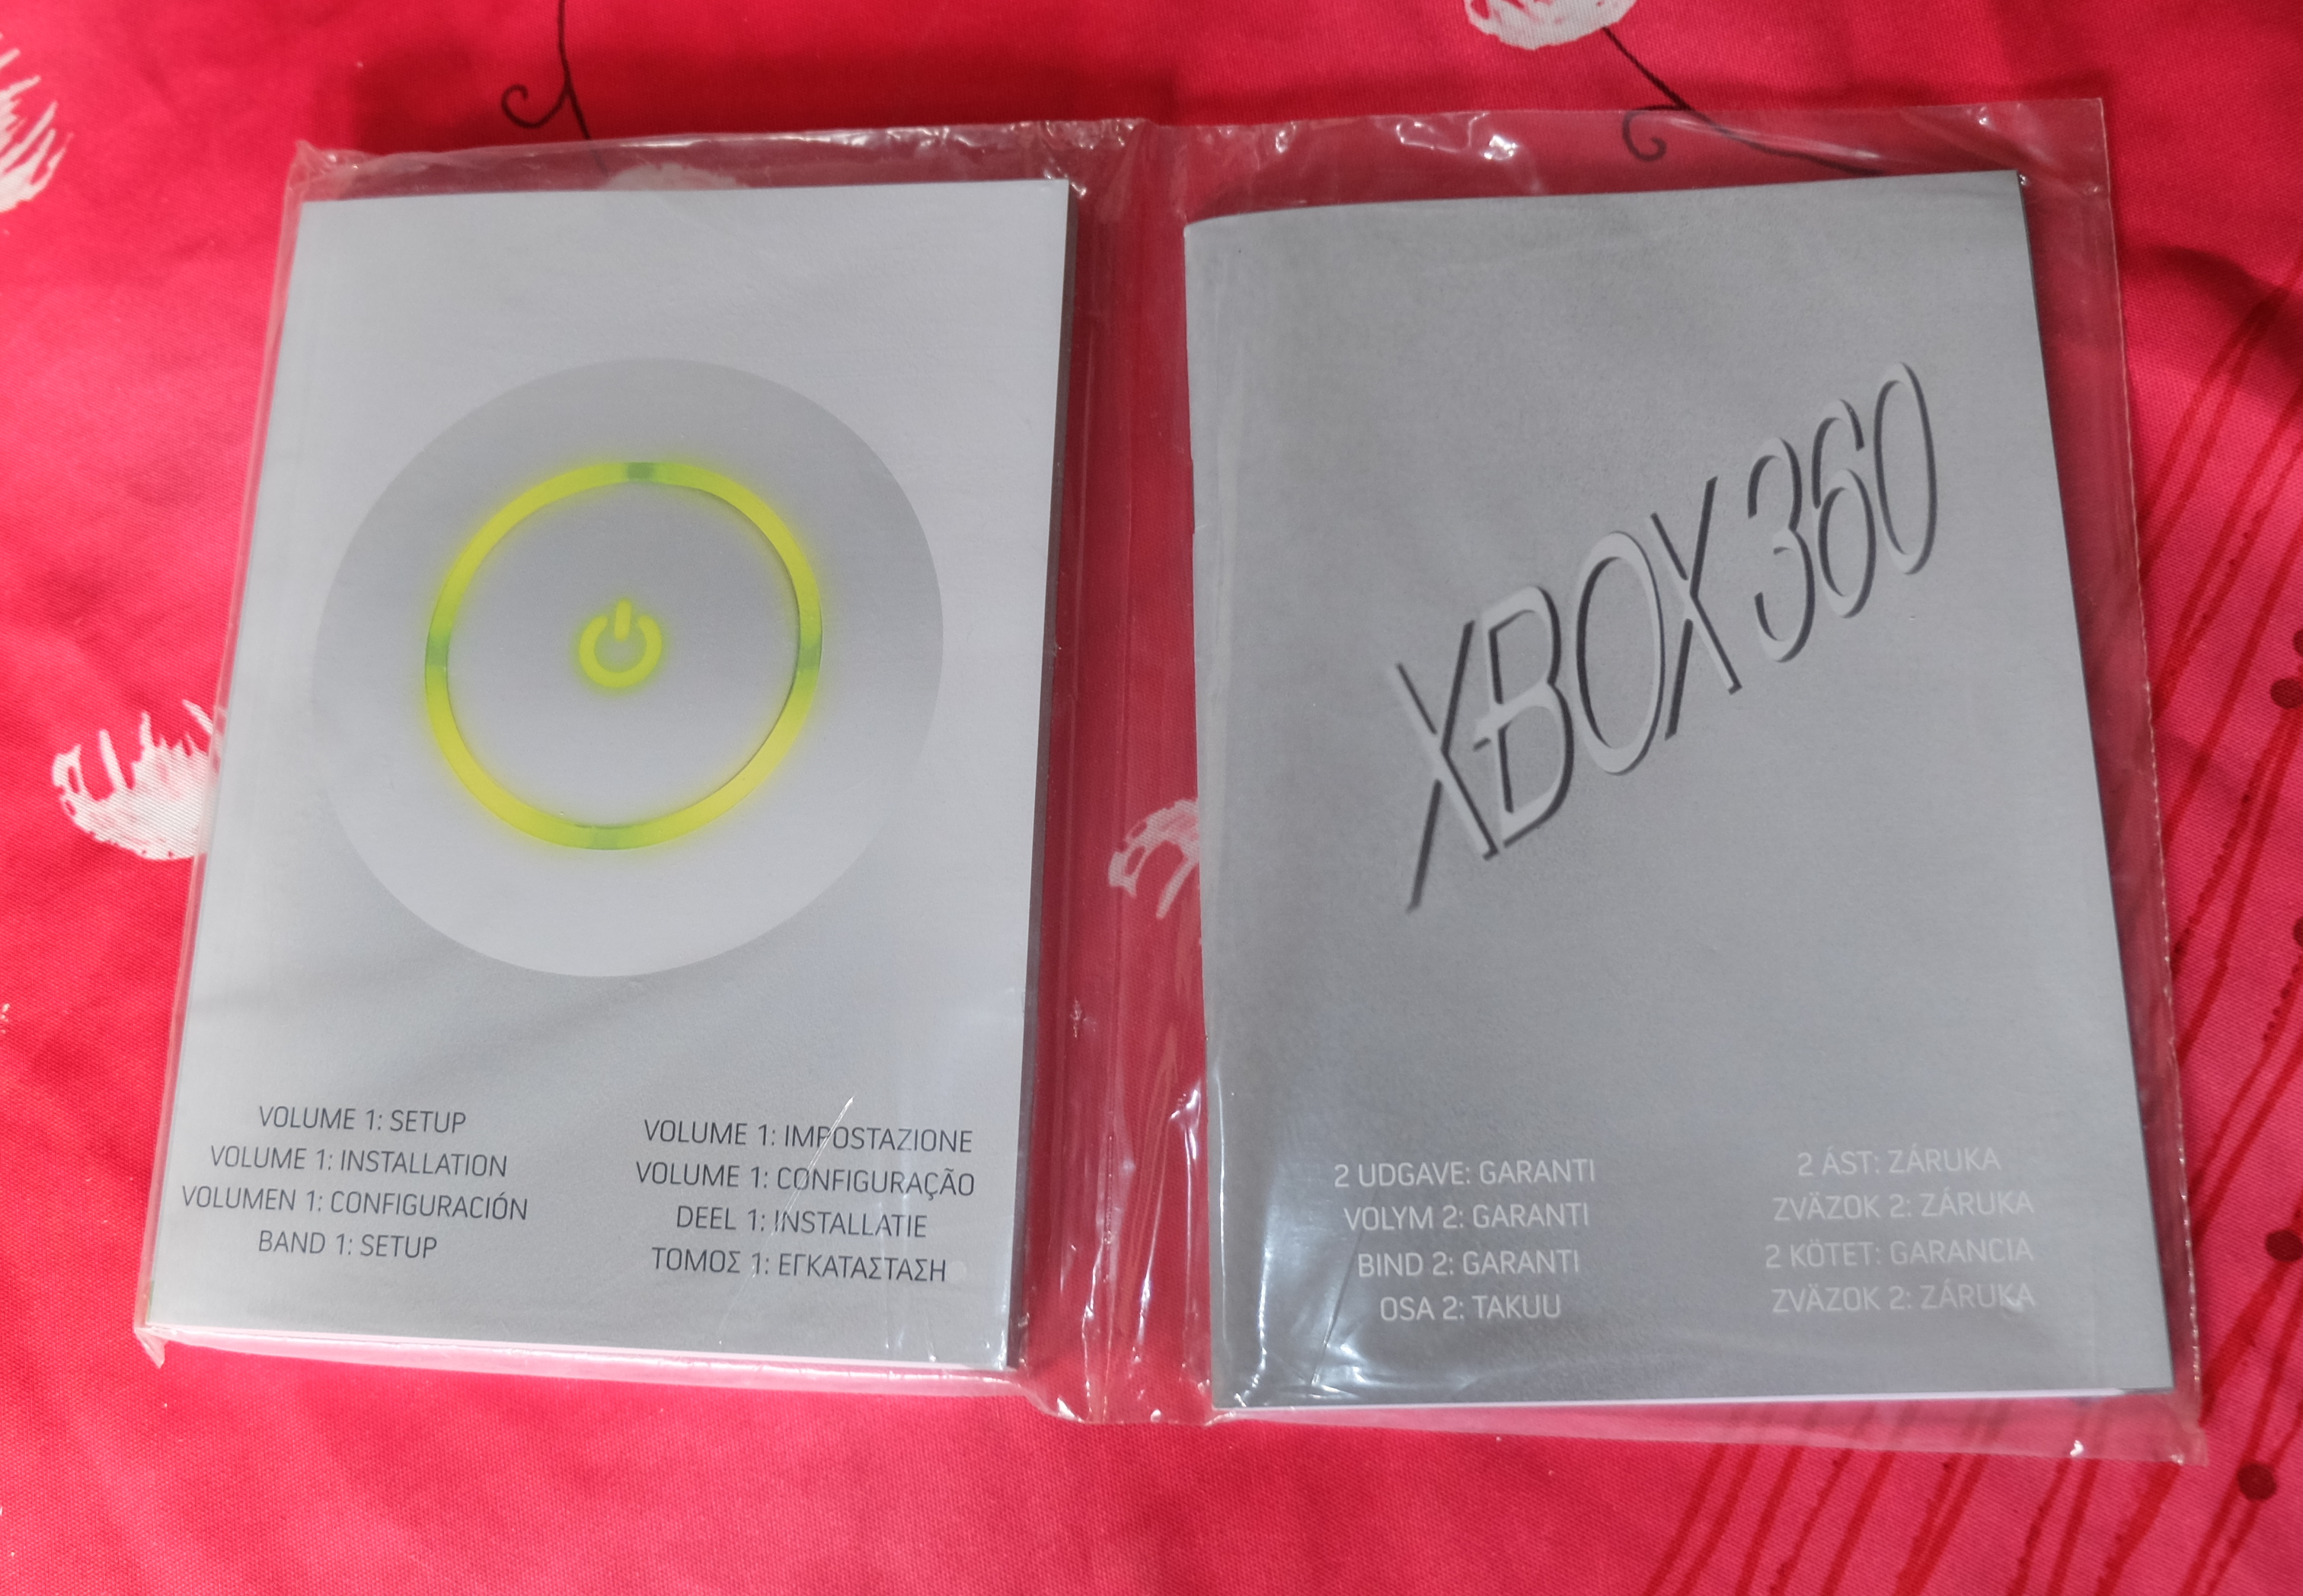 VOLUME 1: SETUP
VOLUME 1: INSTALLATION
VOLUMEN 1: CONFIGURACIÓN
BAND 1: SETUP
VOLUME 1: IMPOSTAZIONE
VOLUME 1: CONFIGURAÇÃO
DEEL 1: INSTALLATIE
ΤΟΜΟΣ 1: ΕΓΚΑΤΑΣΤΑΣΗ
XBOX 360
2 UDGAVE: GARANTI
VOLYM 2: GARANTI
BIND 2: GARANTI
OSA 2: TAKUU
2 ÁST: ZÁRUKA
ZVÄZOK 2: ZÁRUKA
2 KÖTET: GARANCIA
ZVÄZOK 2: ZÁRUKA